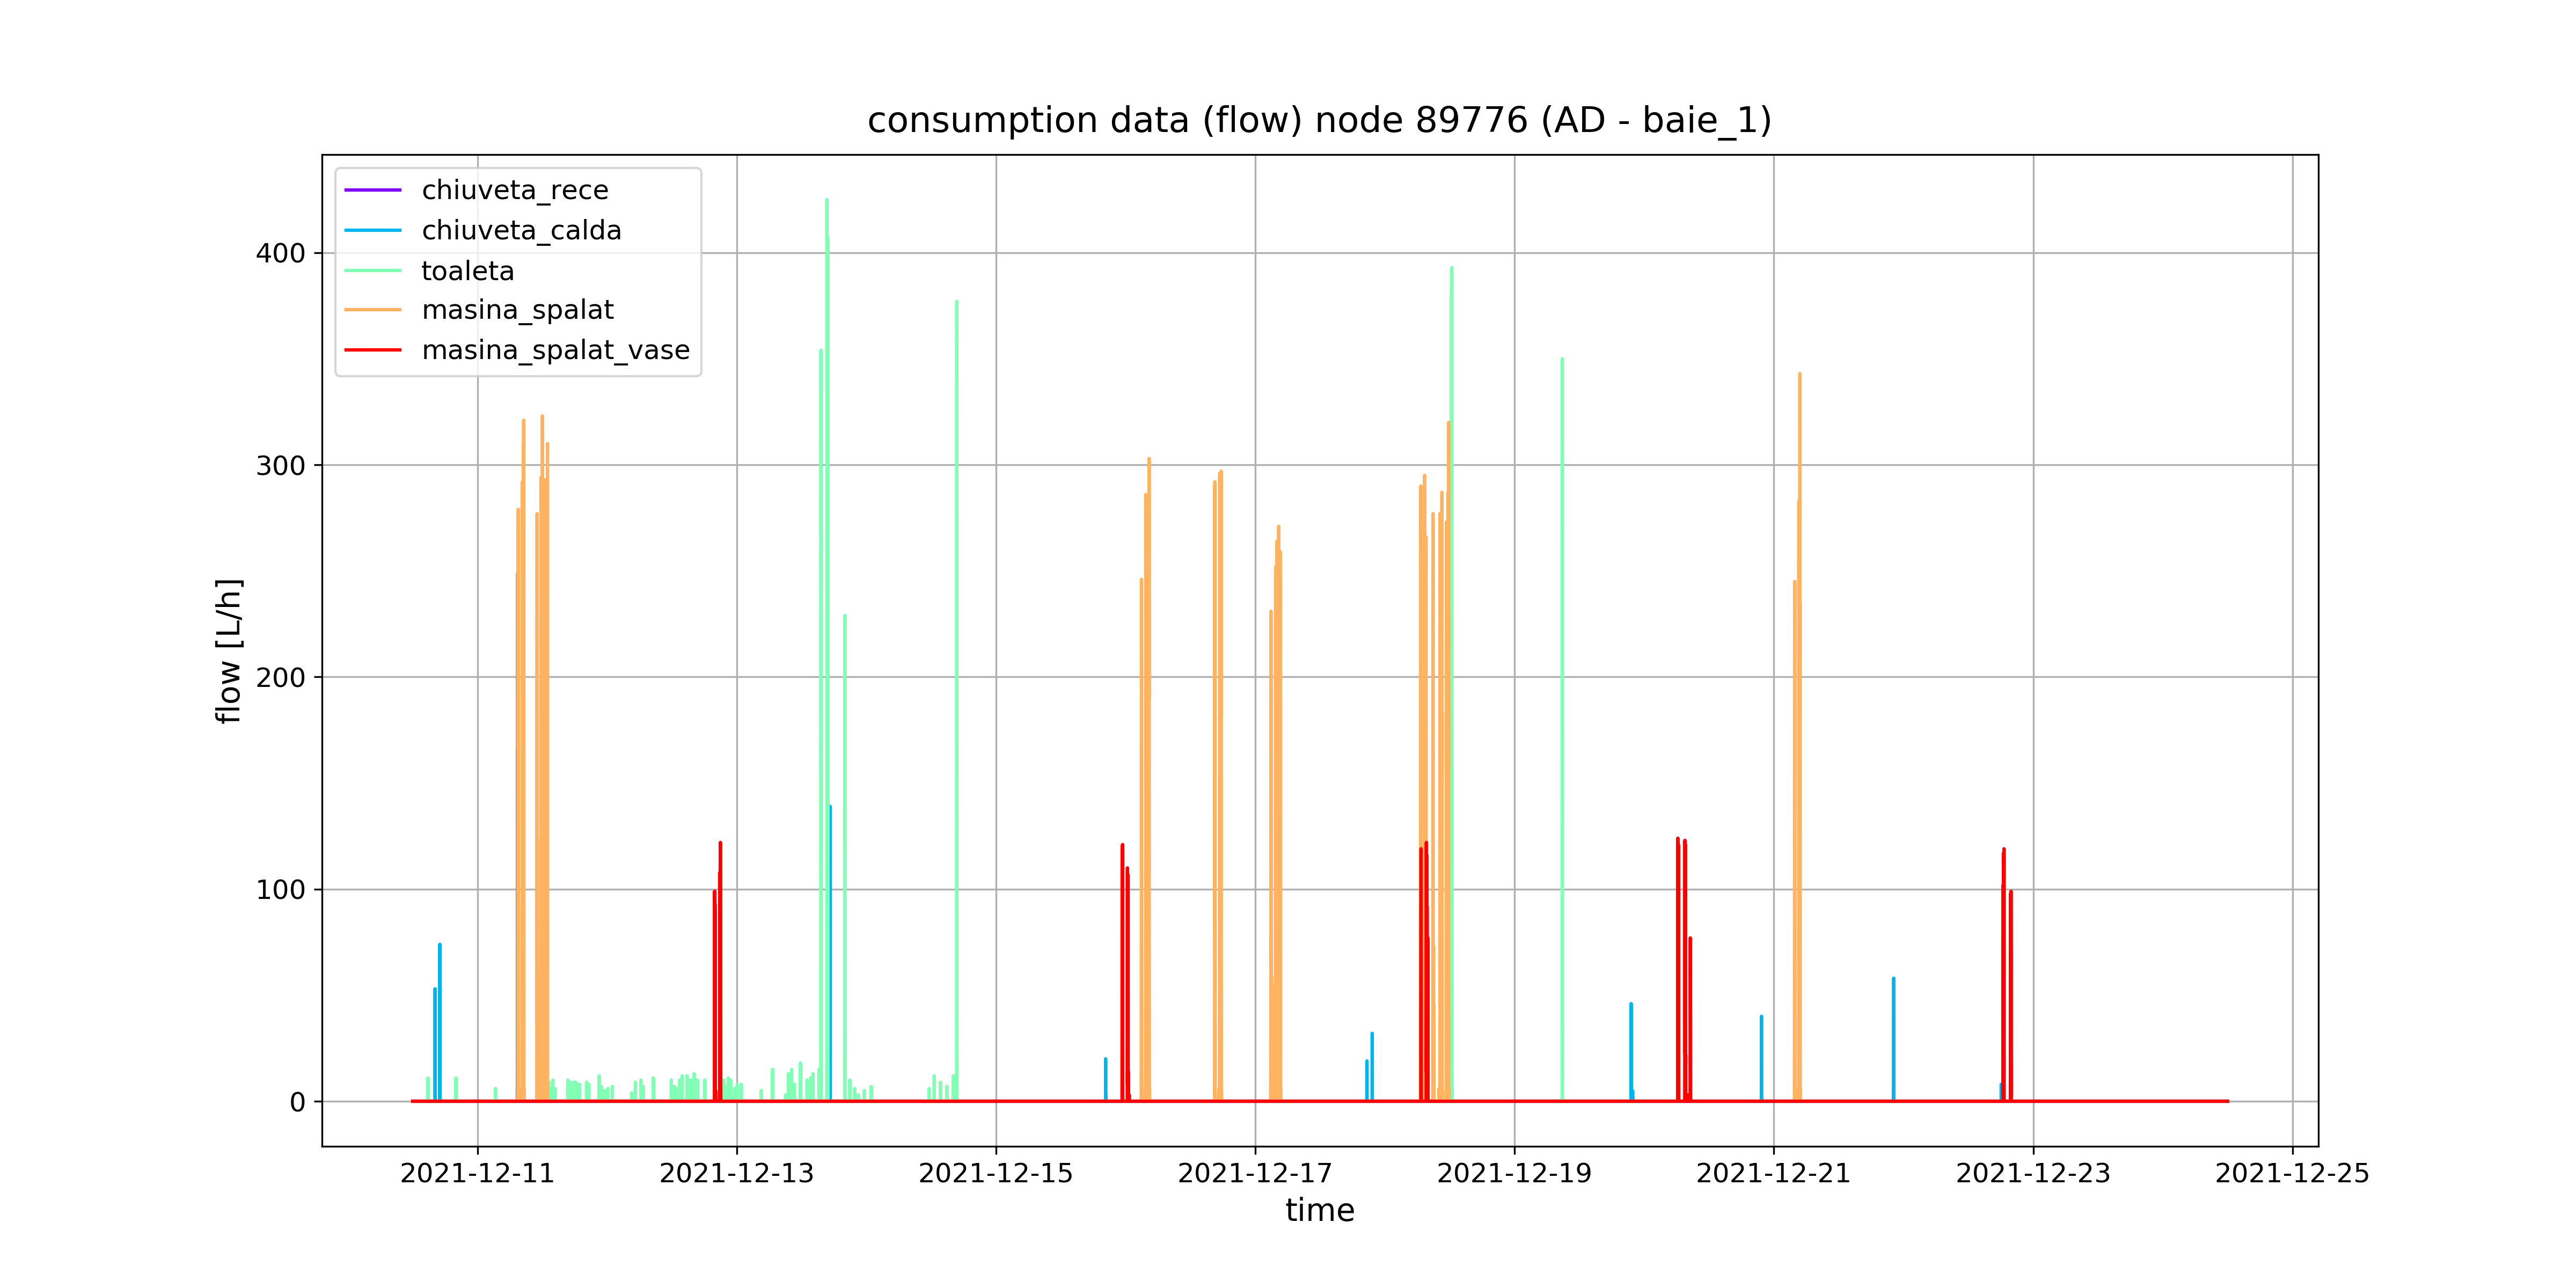 consumption data (flow) node 89776 (AD - baie_1)
chiuveta_rece
chiuveta_calda
toaleta
masina_spalat
masina_spalat_vase
400
300
200
100
0
flow [L/h]
2021-12-11
2021-12-13
2021-12-15
2021-12-17
2021-12-19
2021-12-21
2021-12-23
2021-12-25
time